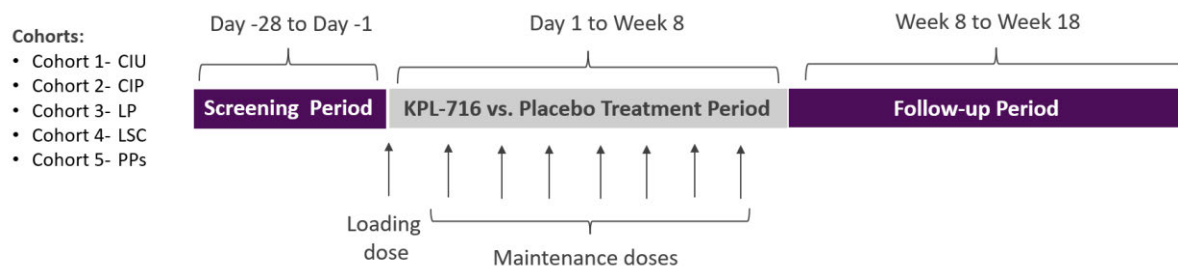 Cohorts:
• Cohort 1- CIU
• Cohort 2- CIP
• Cohort 3- LP
• Cohort 4- LSC
• Cohort 5- PPs
Day -28 to Day -1
Day 1 to Week 8
Week 8 to Week 18
Screening Period
KPL-716 vs. Placebo Treatment Period
Follow-up Period
Loading
dose
Maintenance doses